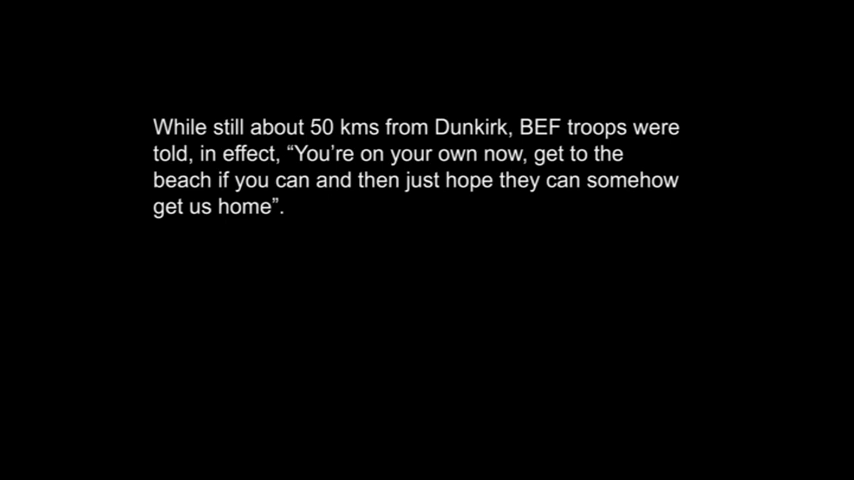 While still about 50 kms from Dunkirk, BEF troops were
told, in effect, “You’re on your own now, get to the
beach if you can and then just hope they can somehow
get us home”.